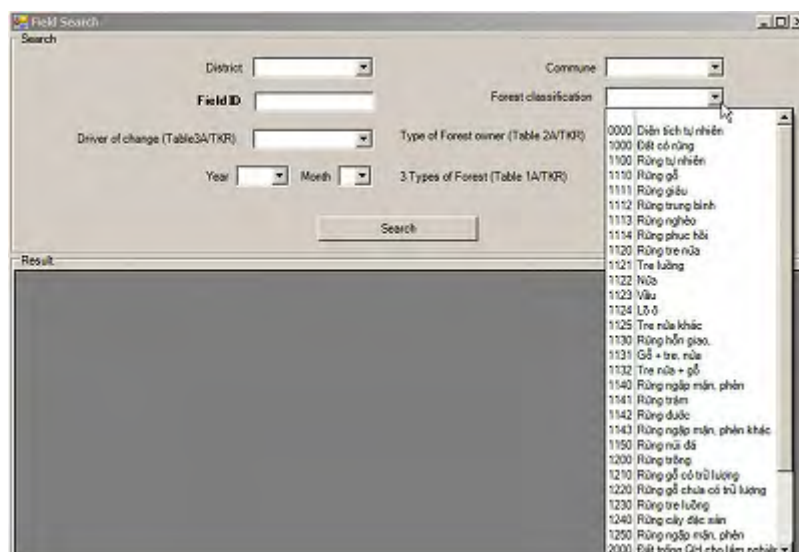 Field Search
Search
District
Commune
Field ID
Forest classification
Driver of change (Table3A/TKR)
Type of Forest owner (Table 2A/TKR)
Year
Month
3 Types of Forest (Table 1A/TKR)
Search
0000 Diện tích tự nhiên
1000 Đất có rừng
1100 Rừng tự nhiên
1110 Rừng gỗ
1111 Rừng giàu
1112 Rừng trung bình
1113 Rừng nghèo
1114 Rừng phục hồi
1120 Rừng tre nứa
1121 Tre luồng
1122 Nứa
1123 Vầu
1124 Lồ ô
1125 Tre nứa khác
1130 Rừng hỗn giao.
1131 Gỗ + tre, nứa
1132 Tre nứa + gỗ
1140 Rừng ngập mặn, phèn
1141 Rừng tràm
1142 Rừng đước
1143 Rừng ngập mặn, phèn khác
1150 Rừng núi đá
1200 Rừng trồng
1210 Rừng gỗ có trữ lượng
1220 Rừng gỗ chưa có trữ lượng
1230 Rừng tre luồng
1240 Rừng cây đặc sản
1250 Rừng ngập mặn, phèn
2000 Đất trống QH cho lâm nghiệ
Result